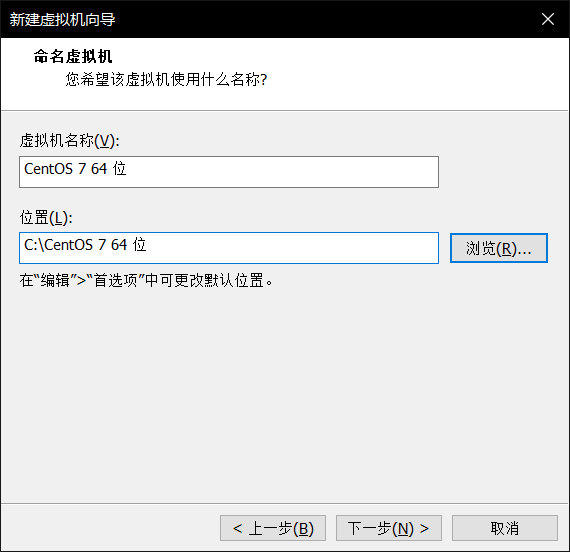 新建虚拟机向导
命名虚拟机
您希望该虚拟机使用什么名称?
虚拟机名称(V):
CentOS 7 64 位
位置(L):
C:\CentOS 7 64 位
浏览(R)...
在“编辑”>“首选项”中可更改默认位置。
< 上一步(B)
下一步(N) >
取消